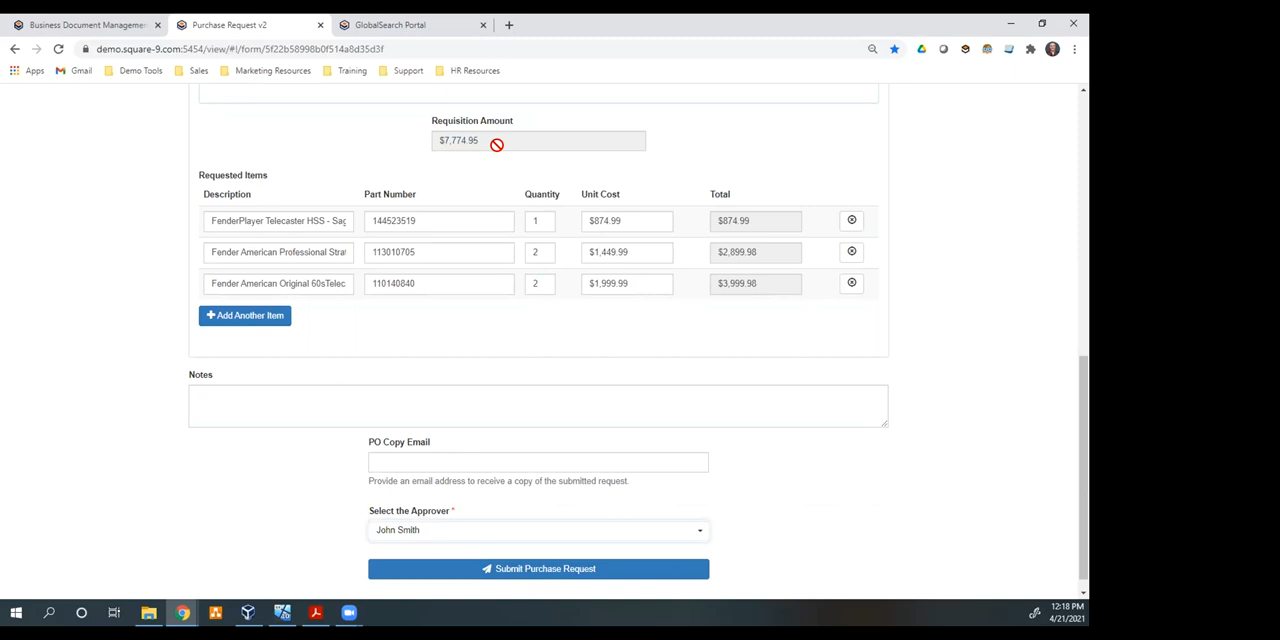 Business Document Manageme
Purchase Request v2
GlobalSearch Portal
demo.square-9.com:5454/view/#!/form/5f22b58998b0f514a8d35d3f
Apps
Gmail
Demo Tools
Sales
Marketing Resources
Training
Support
HR Resources
Requisition Amount
$7,774.95
Requested Items
Description Part Number Quantity Unit Cost Total
FenderPlayer Telecaster HSS - Sag 144523519 1 $874.99 $874.99
Fender American Professional Strat 113010705 2 $1,449.99 $2,899.98
Fender American Original 60sTelec 110140840 2 $1,999.99 $3,999.98
Add Another Item
Notes
PO Copy Email
Provide an email address to receive a copy of the submitted request.
Select the Approver *
John Smith
Submit Purchase Request
12:18 PM
4/21/2021